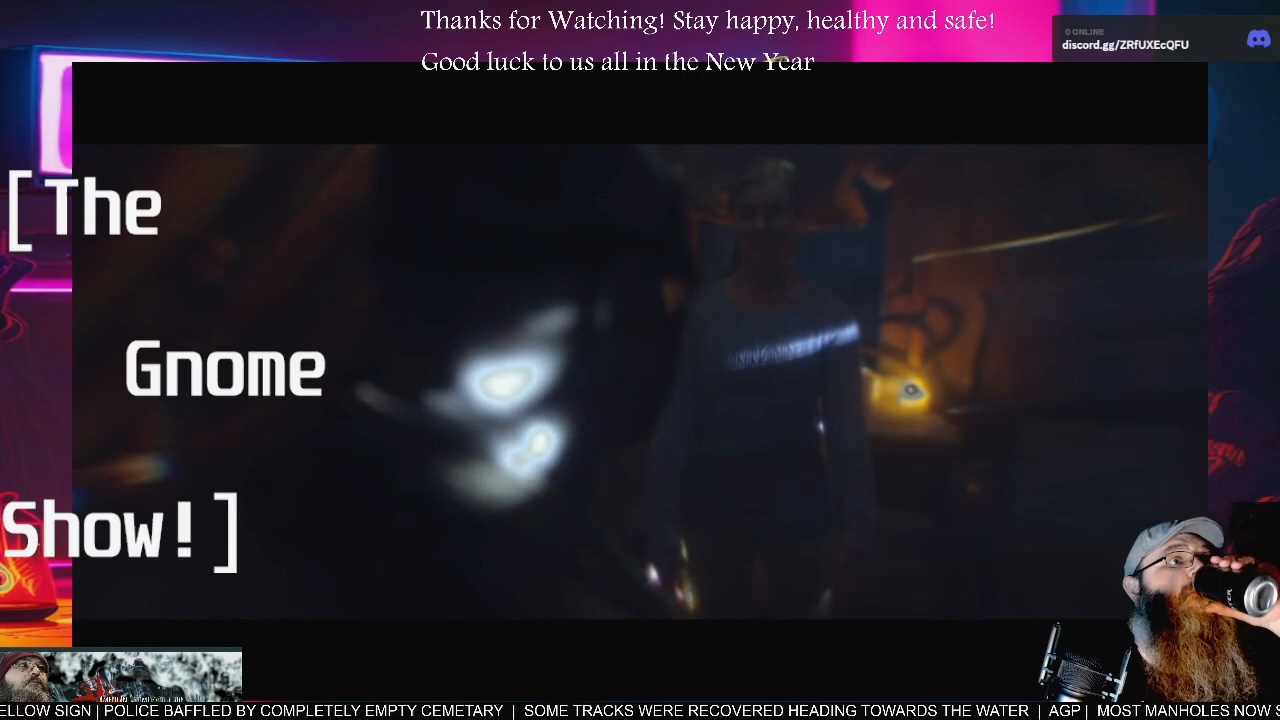 Thanks for Watching! Stay happy, healthy and safe!
Good luck to us all in the New Year
0 ONLINE
discord.gg/ZRfUXEcQFU
[The
Gnome
Show!]
ELLOW SIGN | POLICE BAFFLED BY COMPLETELY EMPTY CEMETARY | SOME TRACKS WERE RECOVERED HEADING TOWARDS THE WATER | AGP | MOST MANHOLES NOW S